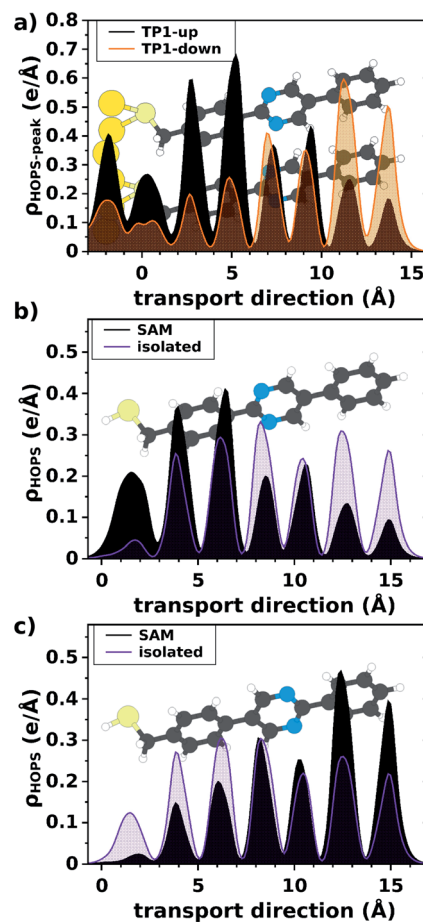 a)
TP1-up
TP1-down
ρHOPS-peak (e/Å)
0.8
0.7
0.6
0.5
0.4
0.3
0.2
0.1
0
0 5 10 15
transport direction (Å)
b)
SAM
isolated
ρHOPS (e/Å)
0.5
0.4
0.3
0.2
0.1
0
0 5 10 15
transport direction (Å)
c)
SAM
isolated
ρHOPS (e/Å)
0.5
0.4
0.3
0.2
0.1
0
0 5 10 15
transport direction (Å)